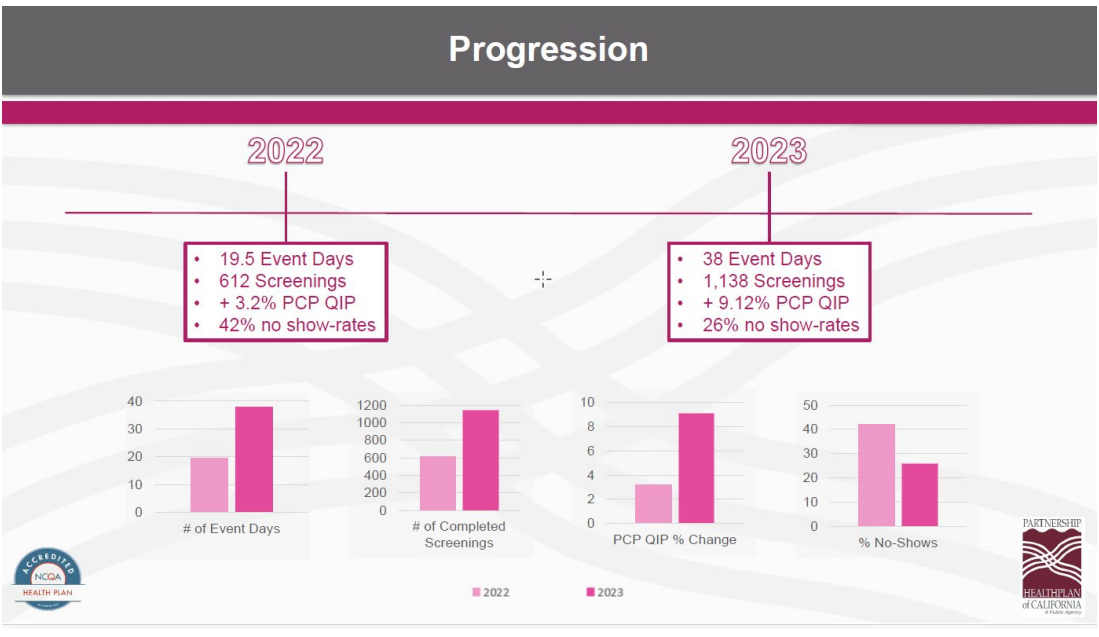 Progression
2022
2023
• 19.5 Event Days
• 612 Screenings
• + 3.2% PCP QIP
• 42% no show-rates
• 38 Event Days
• 1,138 Screenings
• + 9.12% PCP QIP
• 26% no show-rates
40
30
20
10
0
# of Event Days
1200
1000
800
600
400
200
0
# of Completed
Screenings
10
8
6
4
2
0
PCP QIP % Change
50
40
30
20
10
0
% No-Shows
2022
2023
ACCREDITED
NCQA
HEALTH PLAN
PARTNERSHIP
HEALTHPLAN
of CALIFORNIA
A Public Agency